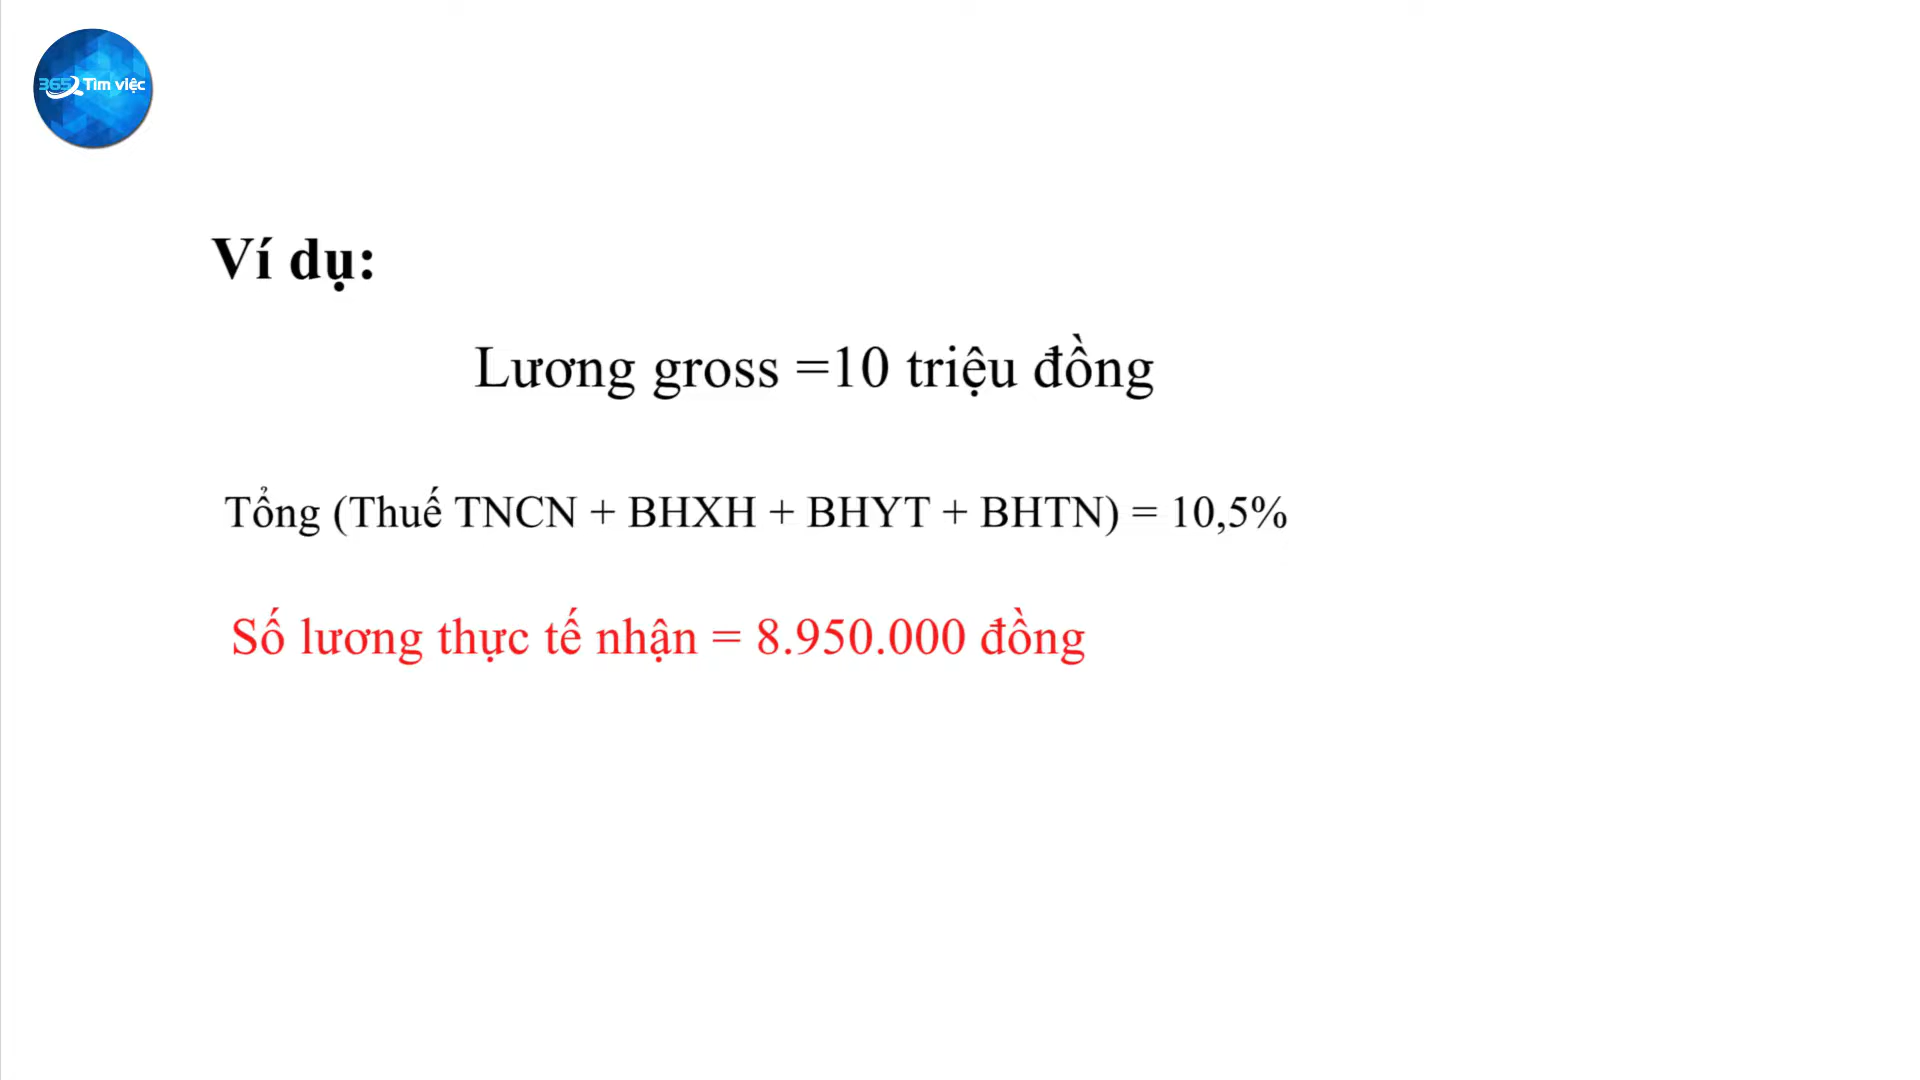 365 Tìm việc
Ví dụ:
Lương gross =10 triệu đồng
Tổng (Thuế TNCN + BHXH + BHYT + BHTN) = 10,5%
Số lương thực tế nhận = 8.950.000 đồng